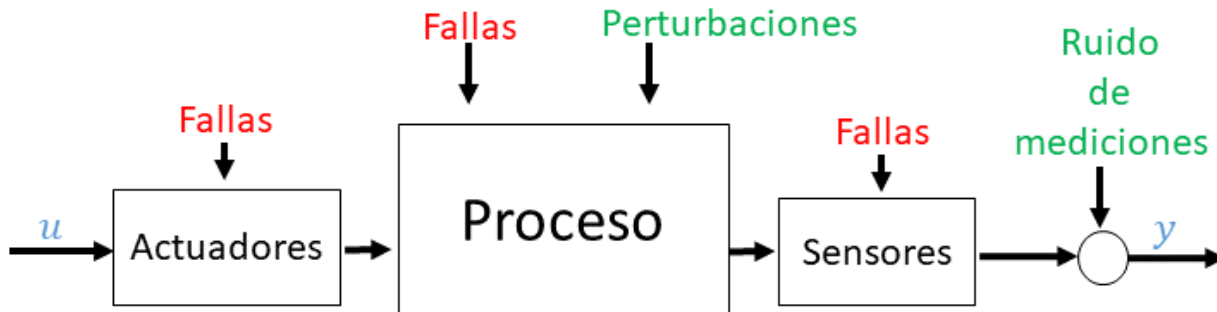 Fallas
Perturbaciones
Ruido
de
mediciones
Fallas
Fallas
u
Actuadores
Proceso
Sensores
y